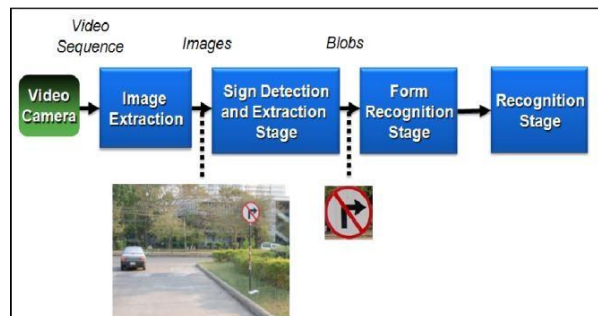 Video
Sequence
Images
Blobs
Video
Camera
Image
Extraction
Sign Detection
and Extraction
Stage
Form
Recognition
Stage
Recognition
Stage